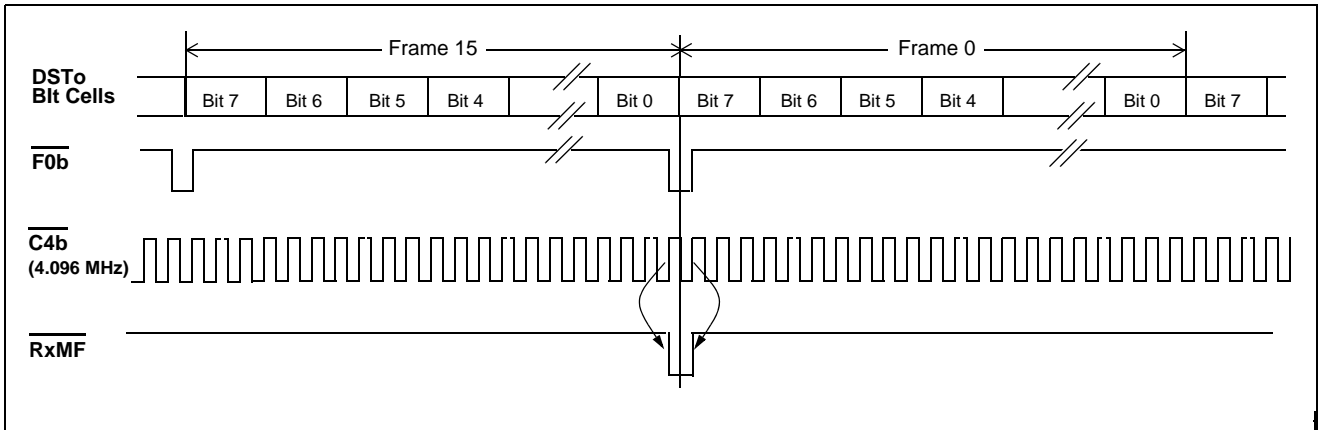 Frame 15 Frame 0
DSTo
BIt Cells
Bit 7 Bit 6 Bit 5 Bit 4 Bit 0 Bit 7 Bit 6 Bit 5 Bit 4 Bit 0 Bit 7
F0b
C4b
(4.096 MHz)
RxMF